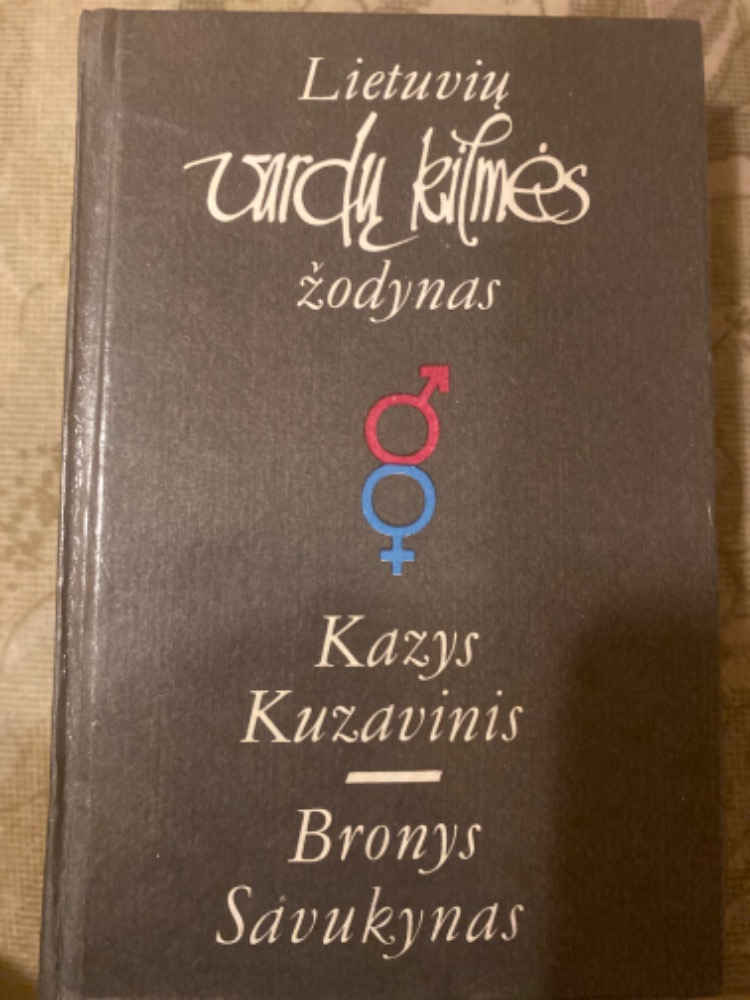 Lietuvių
vardų kilmės
žodynas
Kazys
Kuzavinis
Bronys
Savukynas